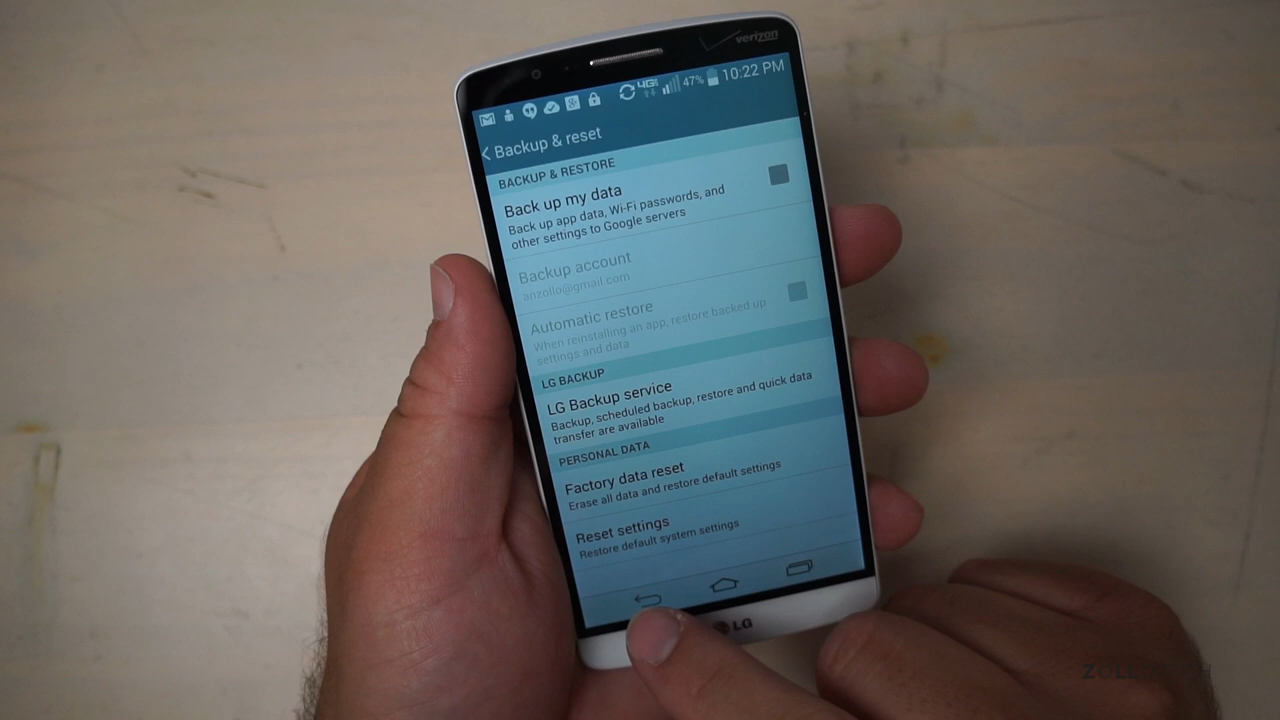 verizon
4G
47%
10:22 PM
Backup & reset
BACKUP & RESTORE
Back up my data
Back up app data, Wi-Fi passwords, and
other settings to Google servers
Backup account
anzollo@gmail.com
Automatic restore
When reinstalling an app, restore backed up
settings and data
LG BACKUP
LG Backup service
Backup, scheduled backup, restore and quick data
transfer are available
PERSONAL DATA
Factory data reset
Erase all data and restore default settings
Reset settings
Restore default system settings
LG